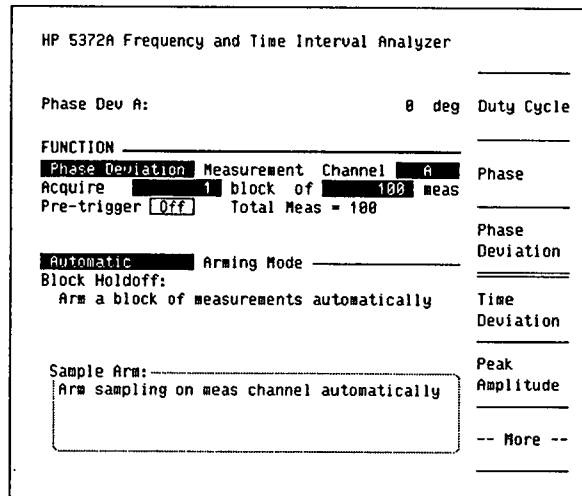 HP 5372A Frequency and Time Interval Analyzer
Phase Dev A: 0 deg
FUNCTION
Phase Deviation Measurement Channel A
Acquire 1 block of 100 meas
Pre-trigger Off Total Meas = 100
Automatic Arming Mode
Block Holdoff:
Arm a block of measurements automatically
Sample Arm:
Arm sampling on meas channel automatically
Duty Cycle
Phase
Phase
Deviation
Time
Deviation
Peak
Amplitude
-- More --